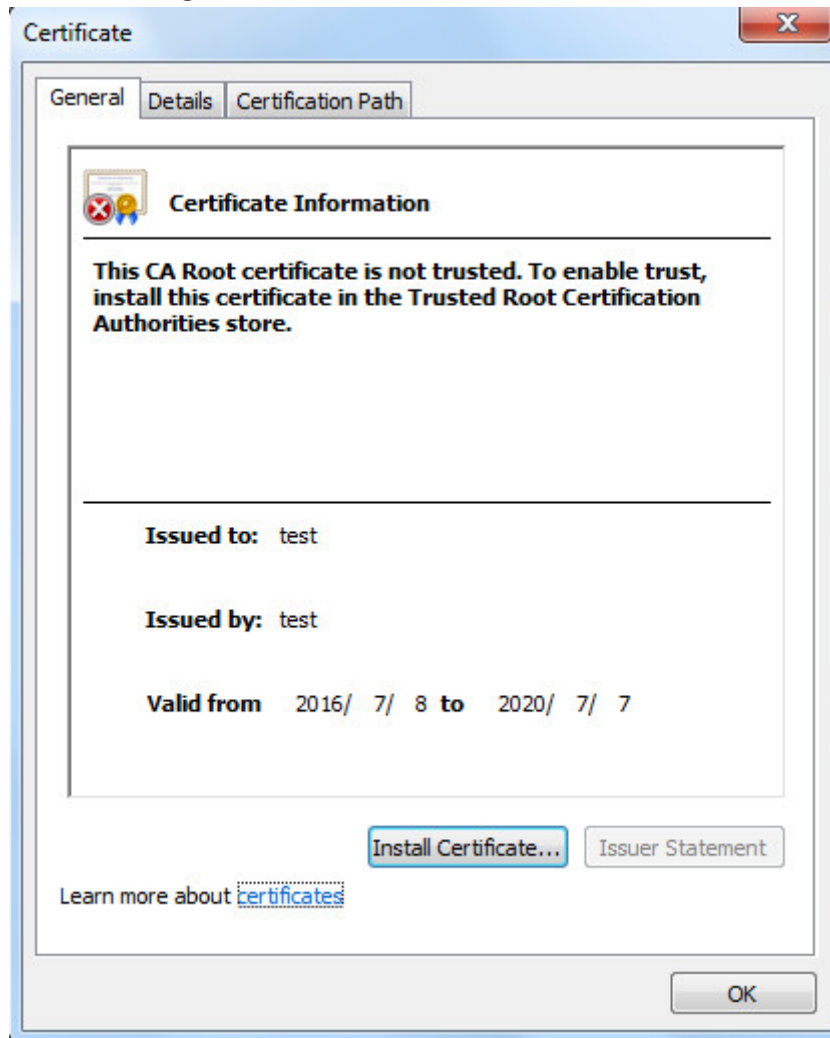 Certificate
General Details Certification Path
Certificate Information
This CA Root certificate is not trusted. To enable trust,
install this certificate in the Trusted Root Certification
Authorities store.
Issued to: test
Issued by: test
Valid from 2016/ 7/ 8 to 2020/ 7/ 7
Install Certificate... Issuer Statement
Learn more about certificates
OK